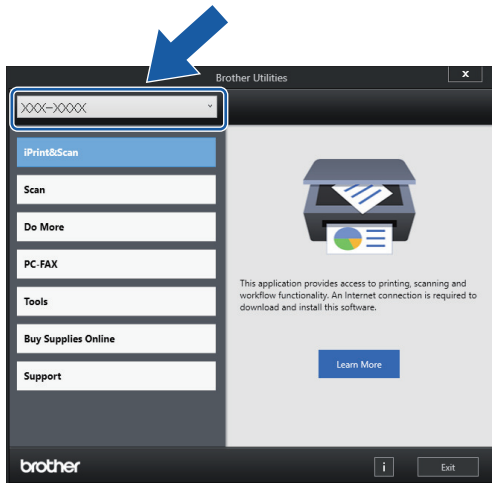 Brother Utilities
x
XXX-XXXX
iPrint&Scan
Scan
Do More
PC-FAX
Tools
Buy Supplies Online
Support
This application provides access to printing, scanning and
workflow functionality. An Internet connection is required to
download and install this software.
Learn More
brother
i
Exit